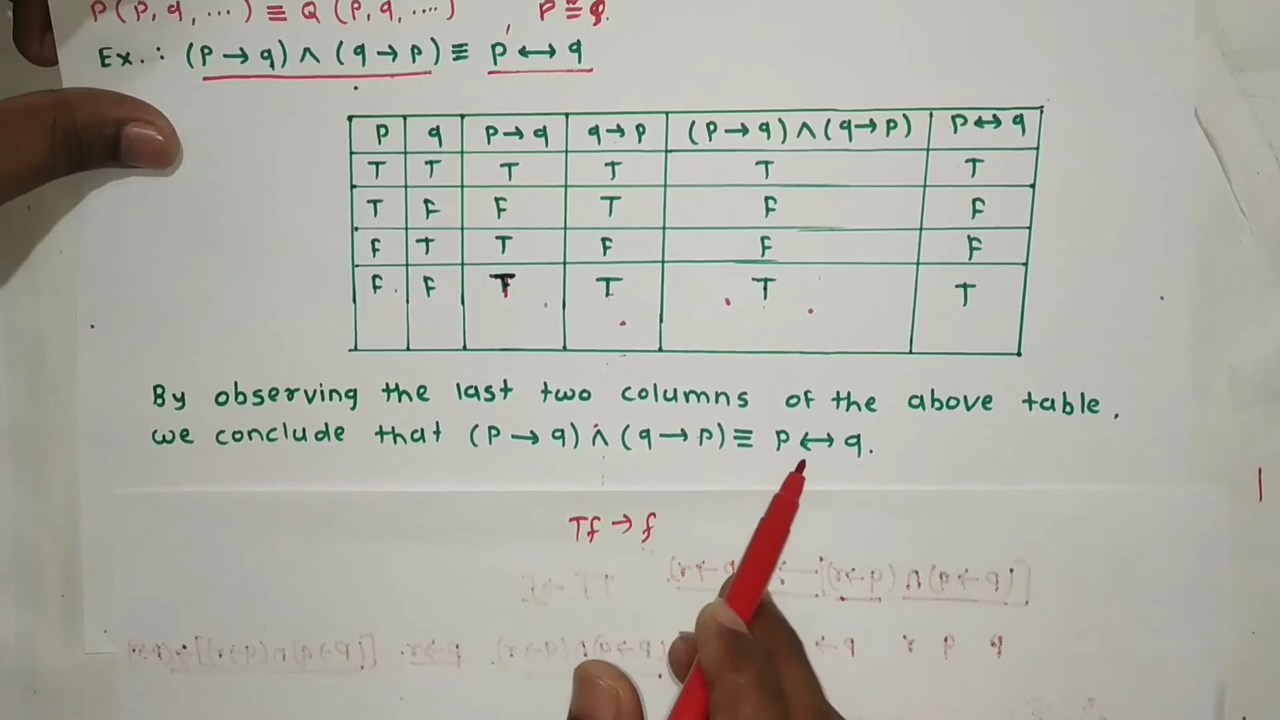 P(P, q, ....) ≡ Q(P, q, ....) , P ≡ Q.
Ex. : (P → q) ∧ (q → p) ≡ p ↔ q
P q P → q q → p (P → q) ∧ (q → p) p ↔ q
T T T T T T
T F F T F F
F T T F F F
F F T T T T
By observing the last two columns of the above table,
we conclude that (P → q) ∧ (q → p) ≡ p ↔ q.
Tf → f